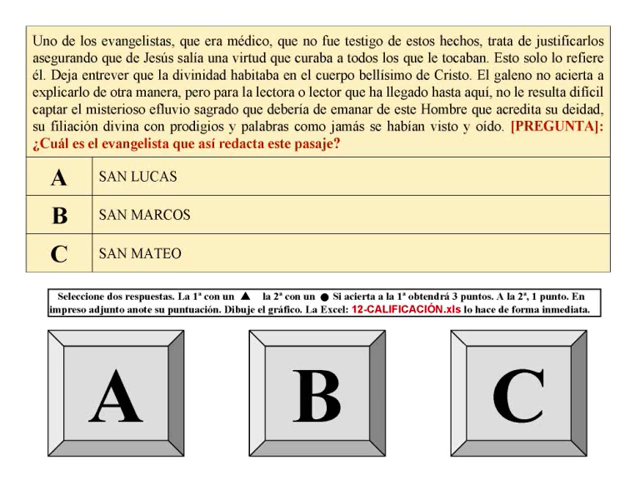 Uno de los evangelistas, que era médico, que no fue testigo de estos hechos, trata de justificarlos
asegurando que de Jesús salía una virtud que curaba a todos los que le tocaban. Esto solo lo refiere
él. Deja entrever que la divinidad habitaba en el cuerpo bellísimo de Cristo. El galeno no acierta a
explicarlo de otra manera, pero para la lectora o lector que ha llegado hasta aquí, no le resulta difícil
captar el misterioso efluvio sagrado que debería de emanar de este Hombre que acredita su deidad,
su filiación divina con prodigios y palabras como jamás se habían visto y oído. [PREGUNTA]:
¿Cuál es el evangelista que así redacta este pasaje?
A SAN LUCAS
B SAN MARCOS
C SAN MATEO
Seleccione dos respuestas. La 1ª con un ▲ la 2ª con un ● Si acierta a la 1ª obtendrá 3 puntos. A la 2ª, 1 punto. En
impreso adjunto anote su puntuación. Dibuje el gráfico. La Excel: 12-CALIFICACIÓN.xls lo hace de forma inmediata.
A B C